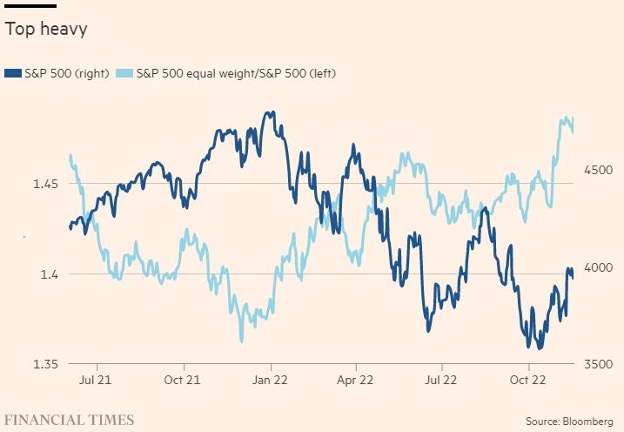 Top heavy
S&P 500 (right) S&P 500 equal weight/S&P 500 (left)
1.45 4500
1.4 4000
1.35 3500
Jul 21 Oct 21 Jan 22 Apr 22 Jul 22 Oct 22
FINANCIAL TIMES Source: Bloomberg